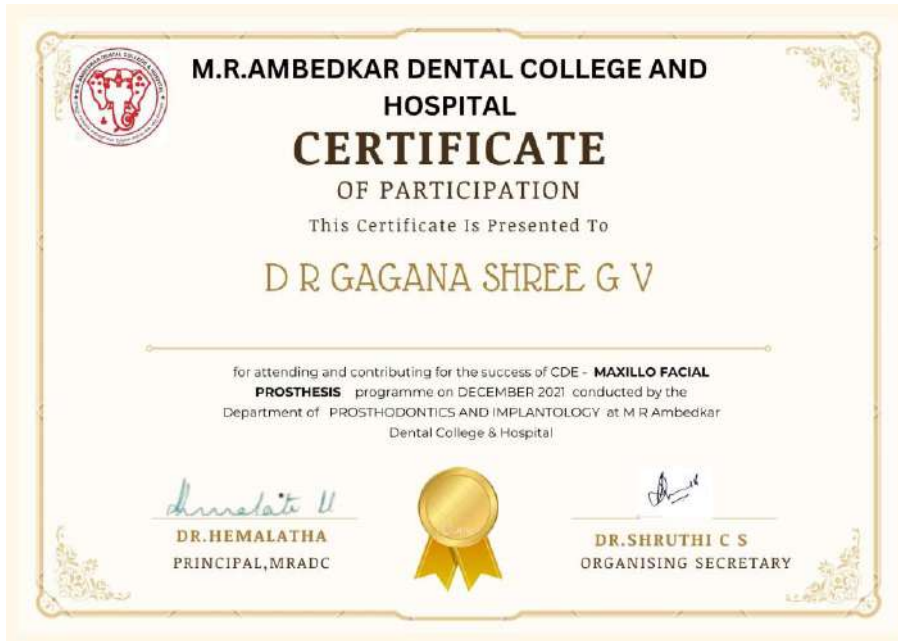 M.R.AMBEDKAR DENTAL COLLEGE AND
HOSPITAL
CERTIFICATE
OF PARTICIPATION
This Certificate Is Presented To
D R GAGANA SHREE G V
for attending and contributing for the success of CDE - MAXILLO FACIAL
PROSTHESIS programme on DECEMBER 2021 conducted by the
Department of PROSTHODONTICS AND IMPLANTOLOGY at M R Ambedkar
Dental College & Hospital
DR.HEMALATHA
PRINCIPAL,MRADC
DR.SHRUTHI C S
ORGANISING SECRETARY